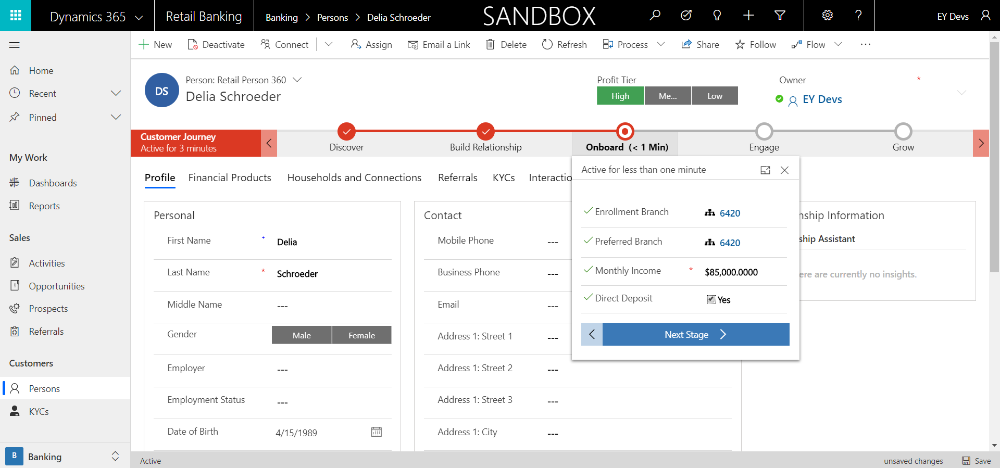 Dynamics 365
Retail Banking
Banking > Persons > Delia Schroeder
SANDBOX
?
EY Devs
New
Deactivate
Connect
Assign
Email a Link
Delete
Refresh
Process
Share
Follow
Flow
...
Home
Recent
Pinned
My Work
Dashboards
Reports
Sales
Activities
Opportunities
Prospects
Referrals
Customers
Persons
KYCs
B
Banking
DS
Person: Retail Person 360
Delia Schroeder
Profit Tier
High
Me...
Low
Owner *
EY Devs
Customer Journey
Active for 3 minutes
Discover
Build Relationship
Onboard (< 1 Min)
Engage
Grow
Profile
Financial Products
Households and Connections
Referrals
KYCs
Interactio
Personal
First Name + Delia
Last Name * Schroeder
Middle Name ---
Gender Male Female
Employer ---
Employment Status ---
Date of Birth 4/15/1989
Contact
Mobile Phone ---
Business Phone ---
Email ---
Address 1: Street 1 ---
Address 1: Street 2 ---
Address 1: Street 3 ---
Address 1: City ---
Active for less than one minute
Enrollment Branch 6420
Preferred Branch 6420
Monthly Income * $85,000.0000
Direct Deposit Yes
Next Stage
nship Information
ship Assistant
ere are currently no insights.
Active
unsaved changes
Save